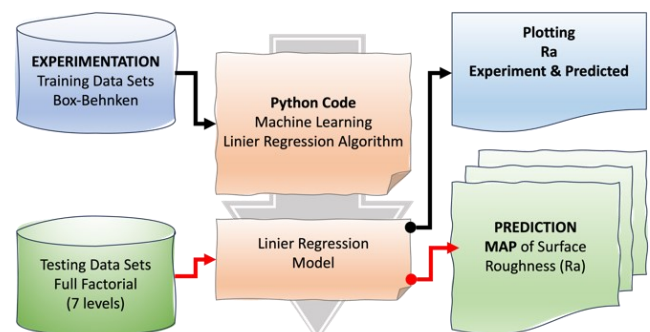 EXPERIMENTATION
Training Data Sets
Box-Behnken
Python Code
Machine Learning
Linier Regression Algorithm
Plotting
Ra
Experiment & Predicted
Testing Data Sets
Full Factorial
(7 levels)
Linier Regression
Model
PREDICTION
MAP of Surface
Roughness (Ra)